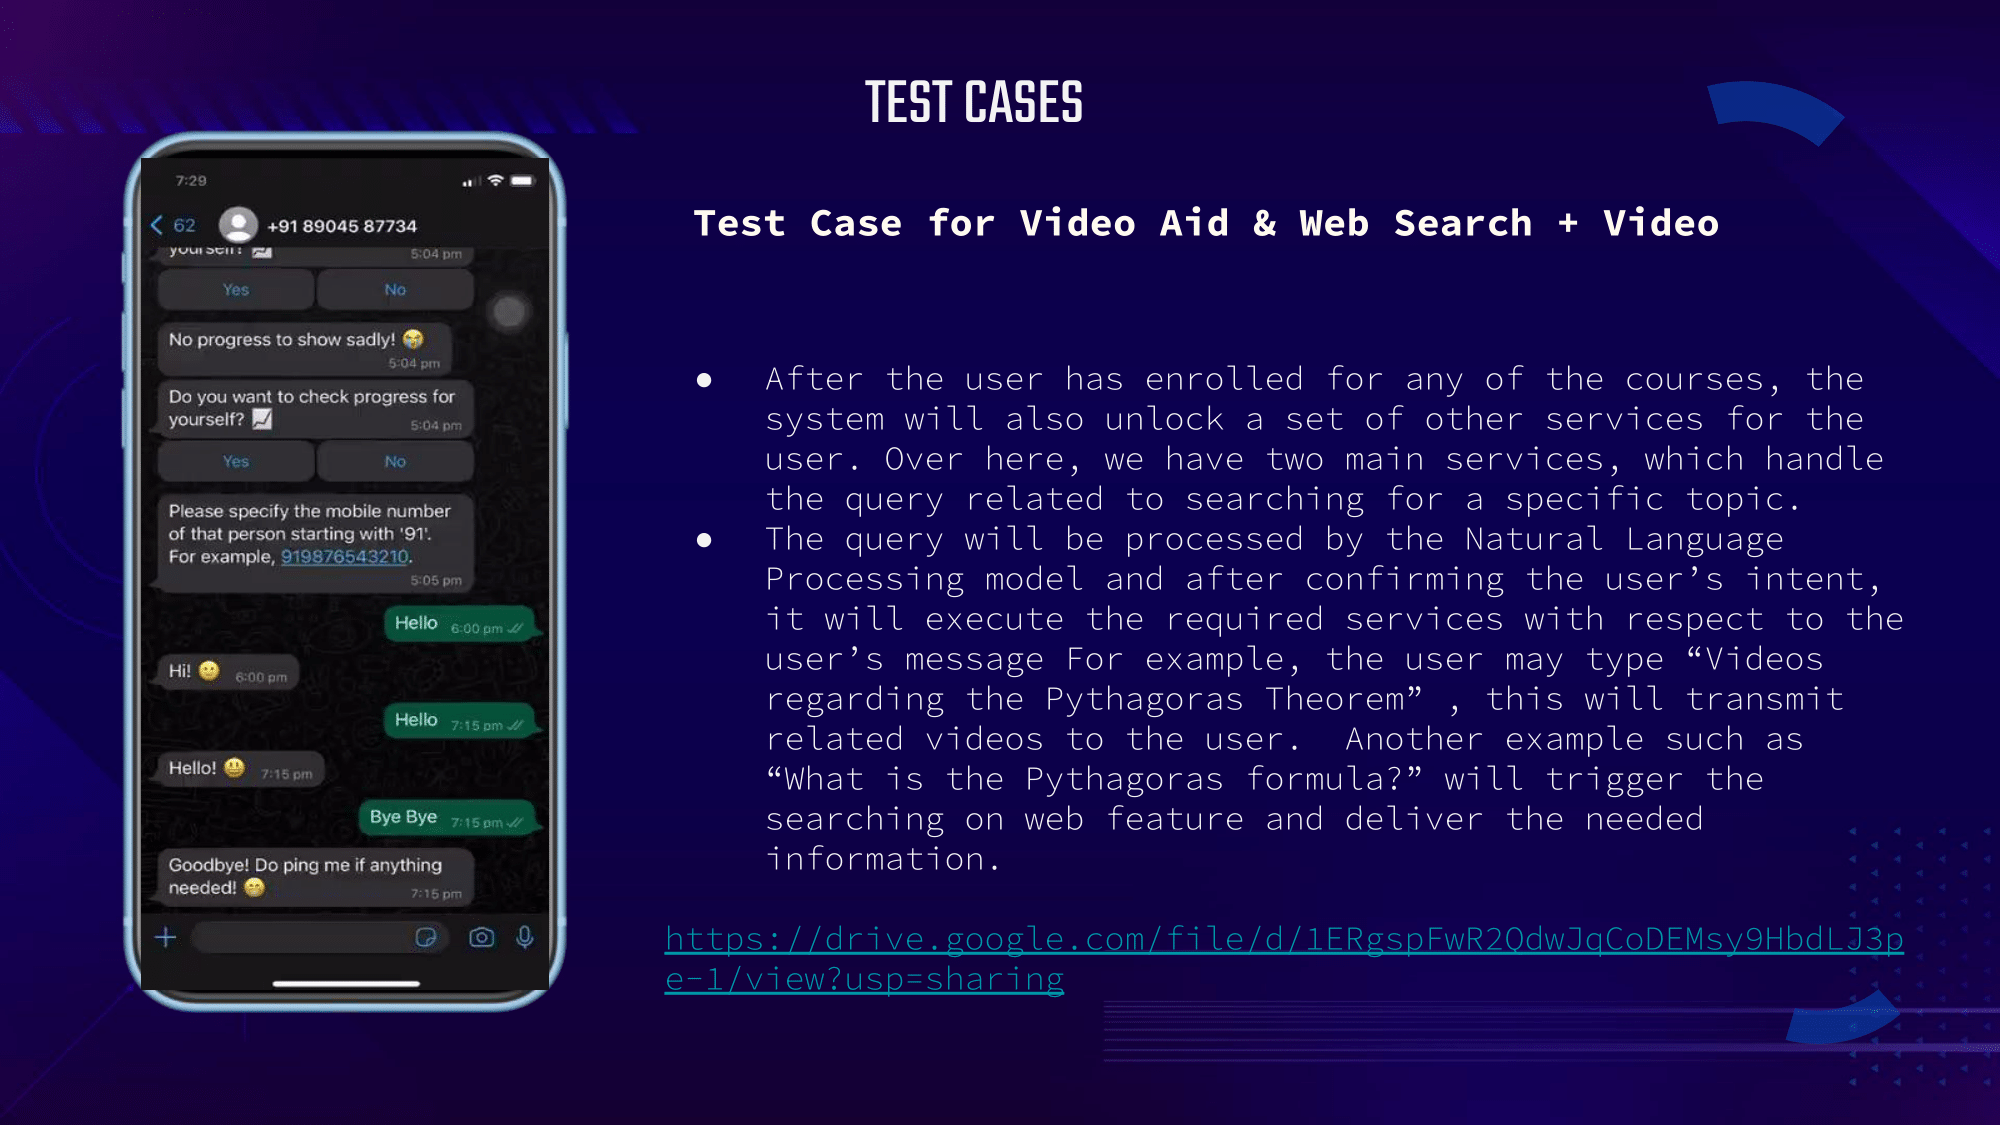 TEST CASES
7:29
62
+91 89045 87734
yourself? 📈
5:04 pm
Yes
No
No progress to show sadly! 😭
5:04 pm
Do you want to check progress for
yourself? 📈
5:04 pm
Yes
No
Please specify the mobile number
of that person starting with '91'.
For example, 919876543210.
5:05 pm
Hello 6:00 pm
Hi! 🙂 6:00 pm
Hello 7:15 pm
Hello! 😃 7:15 pm
Bye Bye 7:15 pm
Goodbye! Do ping me if anything
needed! 😁
7:15 pm
Test Case for Video Aid & Web Search + Video
● After the user has enrolled for any of the courses, the
system will also unlock a set of other services for the
user. Over here, we have two main services, which handle
the query related to searching for a specific topic.
● The query will be processed by the Natural Language
Processing model and after confirming the user’s intent,
it will execute the required services with respect to the
user’s message For example, the user may type “Videos
regarding the Pythagoras Theorem” , this will transmit
related videos to the user.  Another example such as
“What is the Pythagoras formula?” will trigger the
searching on web feature and deliver the needed
information.
https://drive.google.com/file/d/1ERgspFwR2QdwJqCoDEMsy9HbdLJ3p
e-1/view?usp=sharing